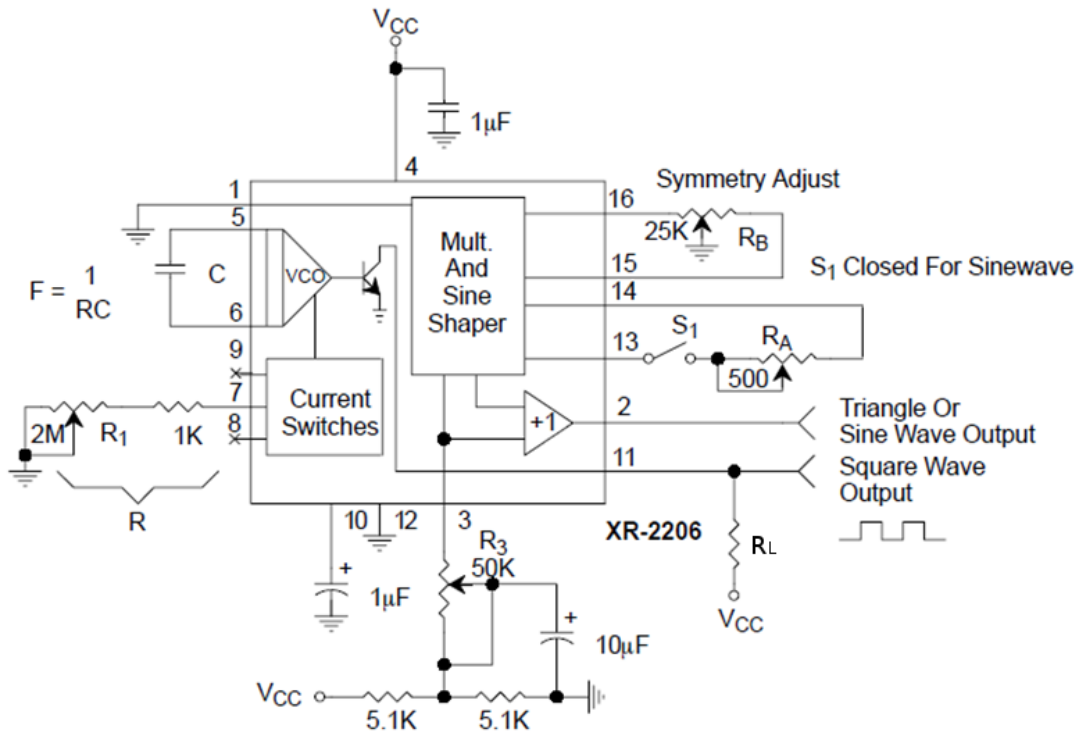 VCC
1µF
4
1
5
6
9
7
8
C
VCO
F = 1
RC
2M
R1
1K
R
Current
Switches
Mult.
And
Sine
Shaper
+1
16
15
14
13
2
11
Symmetry Adjust
25K
RB
S1 Closed For Sinewave
S1
RA
500
Triangle Or
Sine Wave Output
Square Wave
Output
XR-2206
RL
VCC
10
12
3
R3
50K
1µF
+
+
10µF
VCC
5.1K
5.1K